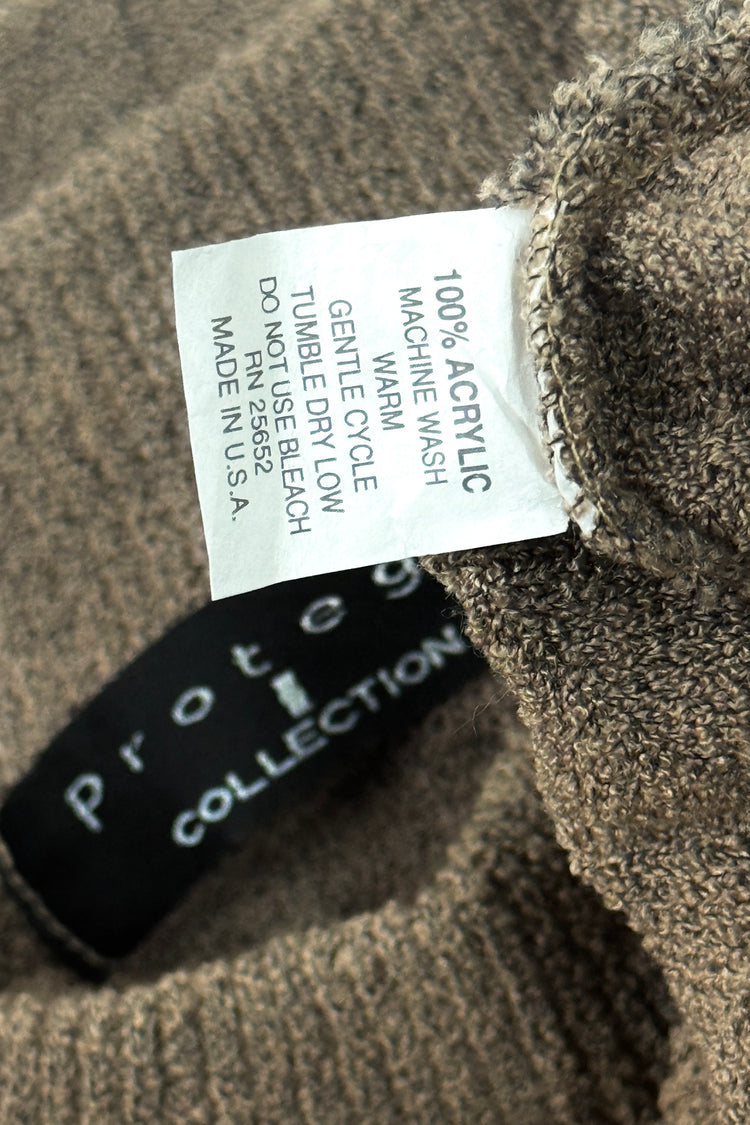 100% ACRYLIC
MACHINE WASH
WARM
GENTLE CYCLE
TUMBLE DRY LOW
DO NOT USE BLEACH
RN 25652
MADE IN U.S.A.
Proteg
COLLECTION